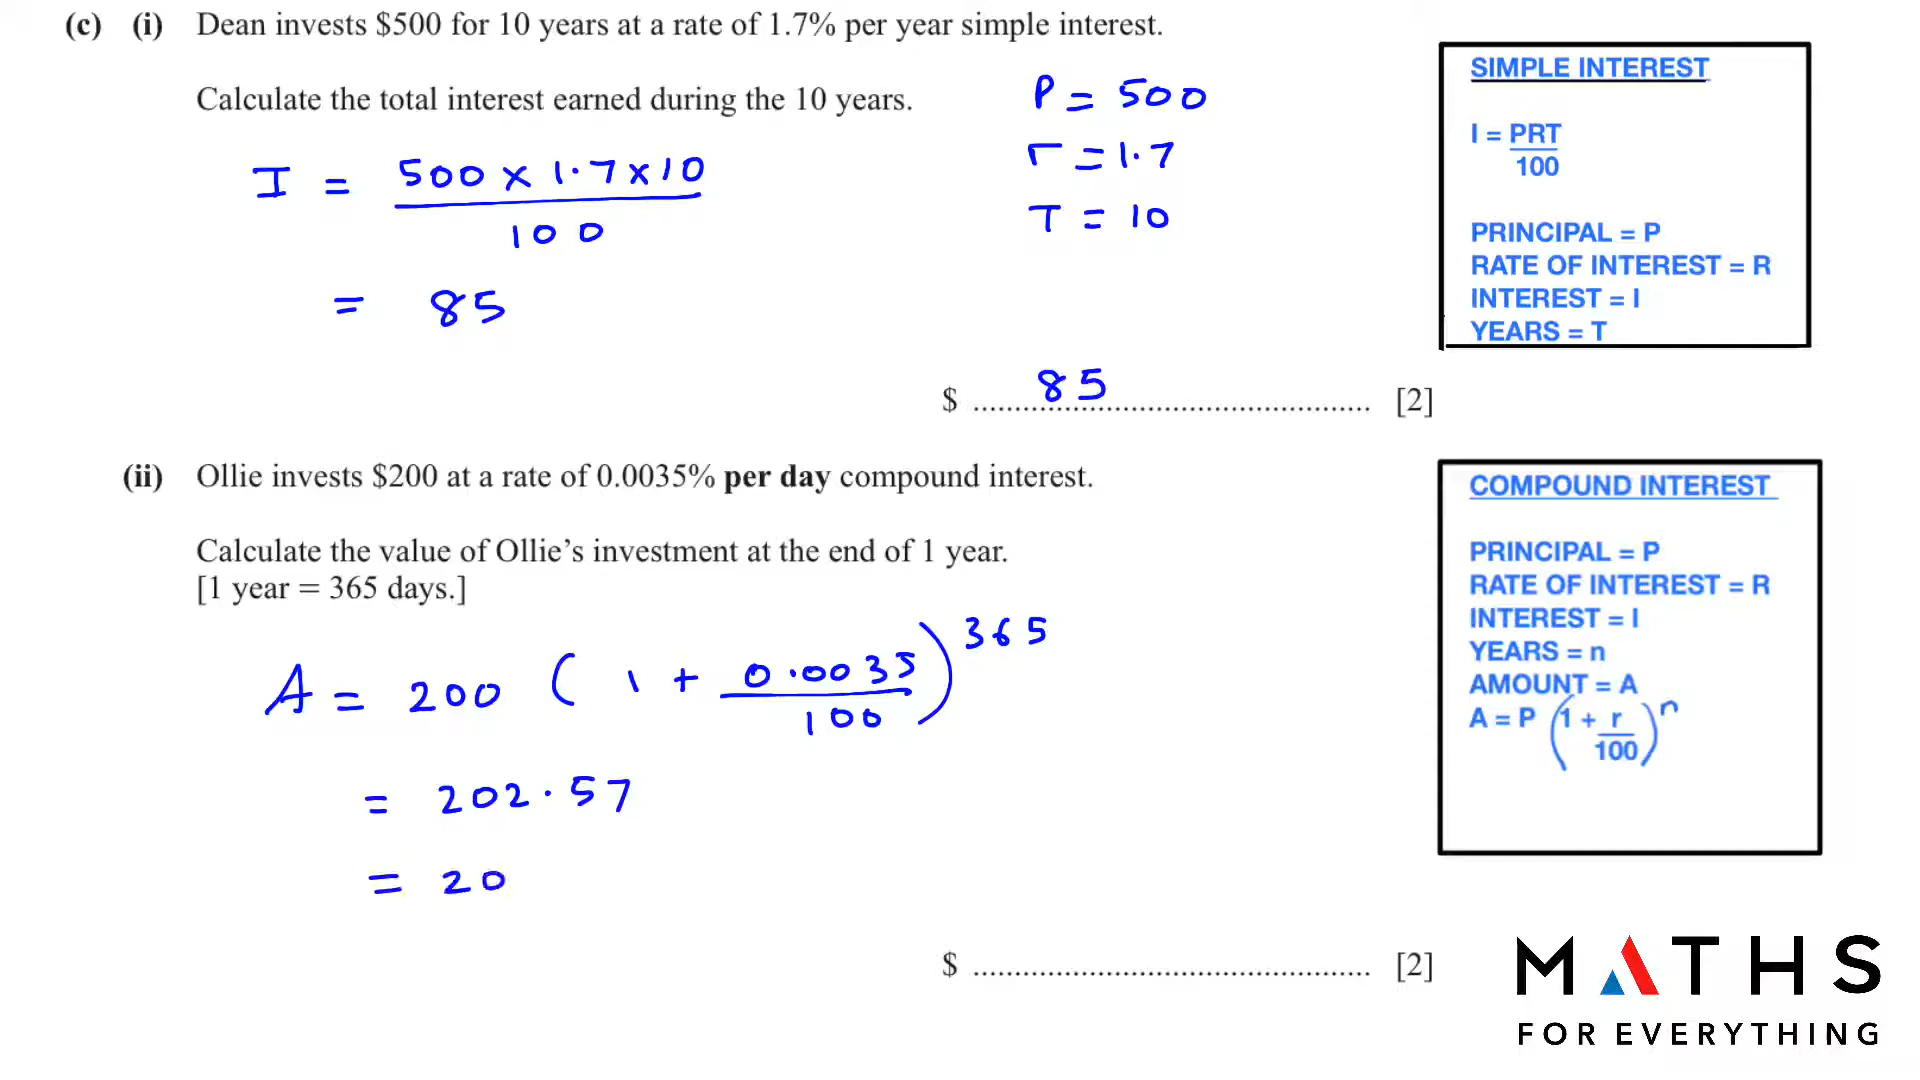 (c) (i) Dean invests $500 for 10 years at a rate of 1.7% per year simple interest.
Calculate the total interest earned during the 10 years.
P = 500
r = 1.7
T = 10
I = 500 × 1.7 × 10
100
= 85
$ 85 [2]
SIMPLE INTEREST
I = PRT
100
PRINCIPAL = P
RATE OF INTEREST = R
INTEREST = I
YEARS = T
(ii) Ollie invests $200 at a rate of 0.0035% per day compound interest.
Calculate the value of Ollie’s investment at the end of 1 year.
[1 year = 365 days.]
A = 200 ( 1 + 0.0035 ) 365
100
= 202.57
= 20
$ ................................................ [2]
COMPOUND INTEREST
PRINCIPAL = P
RATE OF INTEREST = R
INTEREST = I
YEARS = n
AMOUNT = A
A = P (1 + r ) n
100
MATHS
FOR EVERYTHING